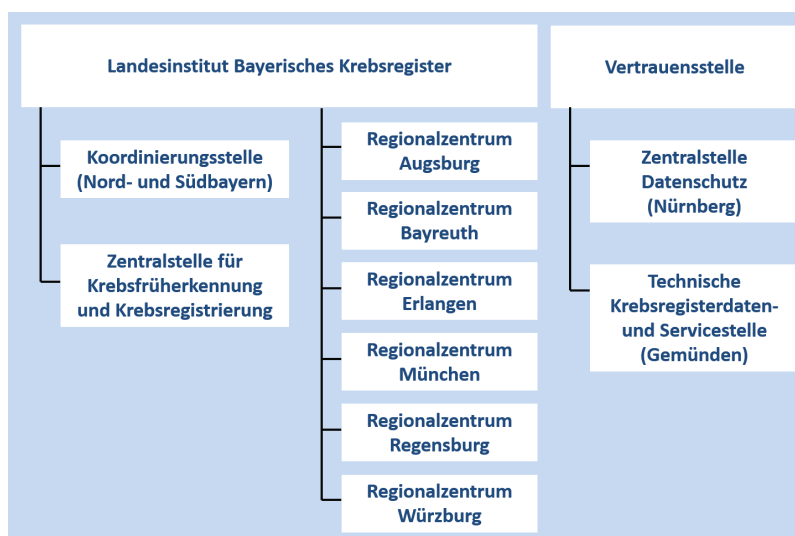 Landesinstitut Bayerisches Krebsregister
Koordinierungsstelle
(Nord- und Südbayern)
Zentralstelle für
Krebsfrüherkennung
und Krebsregistrierung
Regionalzentrum
Augsburg
Regionalzentrum
Bayreuth
Regionalzentrum
Erlangen
Regionalzentrum
München
Regionalzentrum
Regensburg
Regionalzentrum
Würzburg
Vertrauensstelle
Zentralstelle
Datenschutz
(Nürnberg)
Technische
Krebsregisterdaten-
und Servicestelle
(Gemünden)